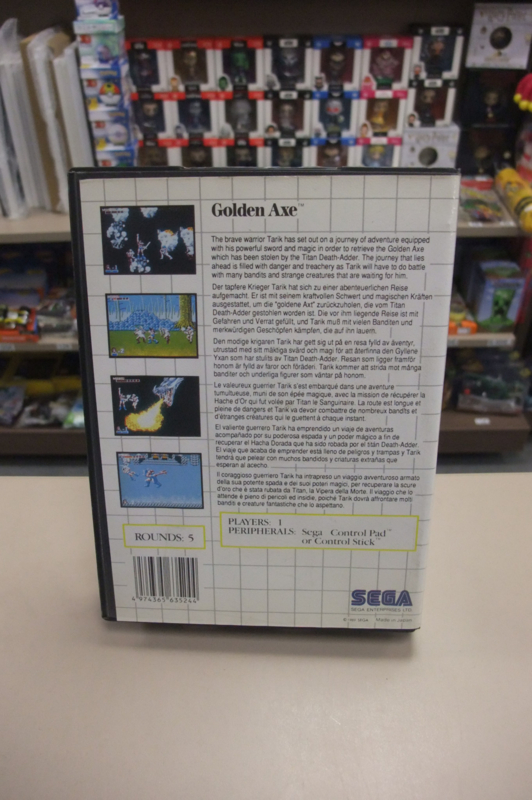 Golden Axe™
The brave warrior Tarik has set out on a journey of adventure equipped
with his powerful sword and magic in order to retrieve the Golden Axe
which has been stolen by the Titan Death-Adder. The journey that lies
ahead is filled with danger and treachery as Tarik will have to do battle
with many bandits and strange creatures that are waiting for him.
Der tapfere Krieger Tarik hat sich zu einer abenteuerlichen Reise
aufgemacht. Er ist mit seinem kraftvollen Schwert und magischen Kräften
ausgestattet, um die "goldene Axt" zurückzuholen, die vom Titan
Death-Adder gestohlen worden ist. Die vor ihm liegende Reise ist mit
Gefahren und Verrat gefüllt, und Tarik muß mit vielen Banditen und
merkwürdigen Geschöpfen kämpfen, die auf ihn lauern.
Den modige krigaren Tarik har gett sig ut på en resa fylld av äventyr,
utrustad med sitt mäktiga svärd och magi för att återfinna den Gyllene
Yxan som har stulits av Titan Death-Adder. Resan som ligger framför
honom är fylld av faror och föräderi. Tarik kommer att strida mot många
banditer och underliga figurer som väntar på honom.
Le valeureux guerrier Tarik s'est embarqué dans une aventure
tumultueuse, muni de son épée magique, avec la mission de récupérer la
Hache d'Or qui fut volée par Titan le Sanguinaire. La route est longue et
pleine de dangers et Tarik va devoir combattre de nombreux bandits et
d'étranges créatures qui le guettent à chaque instant.
El valiente guerrero Tarik ha emprendido un viaje de aventuras
acompañado por su poderosa espada y un poder mágico a fin de
recuperar el Hacha Dorada que ha sido robada por el titán Death-Adder.
El viaje que acaba de emprender está lleno de peligros y trampas y Tarik
tendrá que pelear con muchos bandidos y criaturas extrañas que
esperan al acecho.
Il coraggioso guerrero Tarik ha intrapreso un viaggio avventuroso armato
della sua potente spada e dei suoi poteri magici, per recuperare la scure
d'oro che è stata rubata da Titan, la Vipera della Morte. Il viaggio che lo
attende è pieno di pericoli ed insidie, poiché Tarik dovrà affrontare molti
banditi e creature fantastiche che lo aspettano.
ROUNDS: 5
PLAYERS: 1
PERIPHERALS: Sega Control Pad™
or Control Stick™
4 974365 635244
SEGA
SEGA ENTERPRISES LTD.
Made in Japan